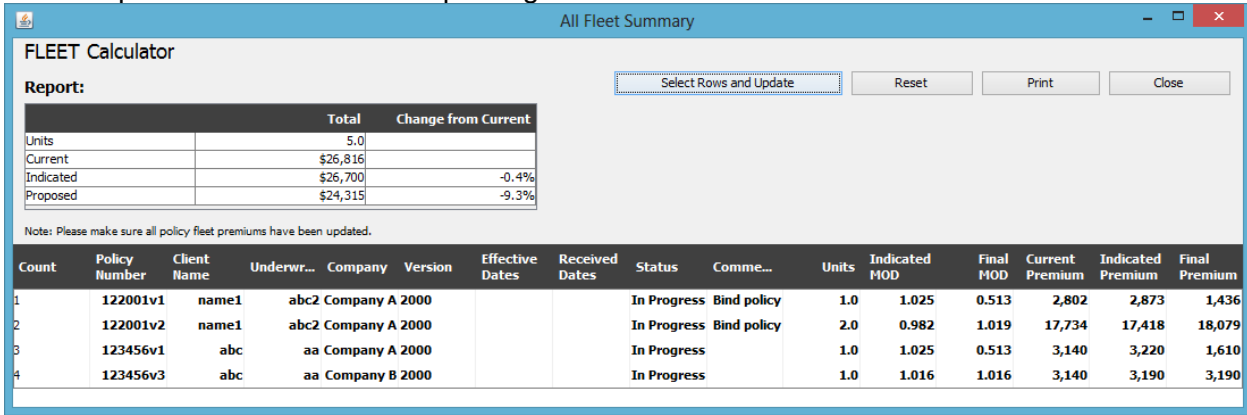 All Fleet Summary
FLEET Calculator
Report:
Select Rows and Update Reset Print Close
Total Change from Current
Units 5.0
Current $26,816
Indicated $26,700 -0.4%
Proposed $24,315 -9.3%
Note: Please make sure all policy fleet premiums have been updated.
Count Policy Number Client Name Underwr... Company Version Effective Dates Received Dates Status Comme... Units Indicated MOD Final MOD Current Premium Indicated Premium Final Premium
1 122001v1 name1 abc2 Company A 2000 In Progress Bind policy 1.0 1.025 0.513 2,802 2,873 1,436
2 122001v2 name1 abc2 Company A 2000 In Progress Bind policy 2.0 0.982 1.019 17,734 17,418 18,079
3 123456v1 abc aa Company A 2000 In Progress 1.0 1.025 0.513 3,140 3,220 1,610
4 123456v3 abc aa Company B 2000 In Progress 1.0 1.016 1.016 3,140 3,190 3,190